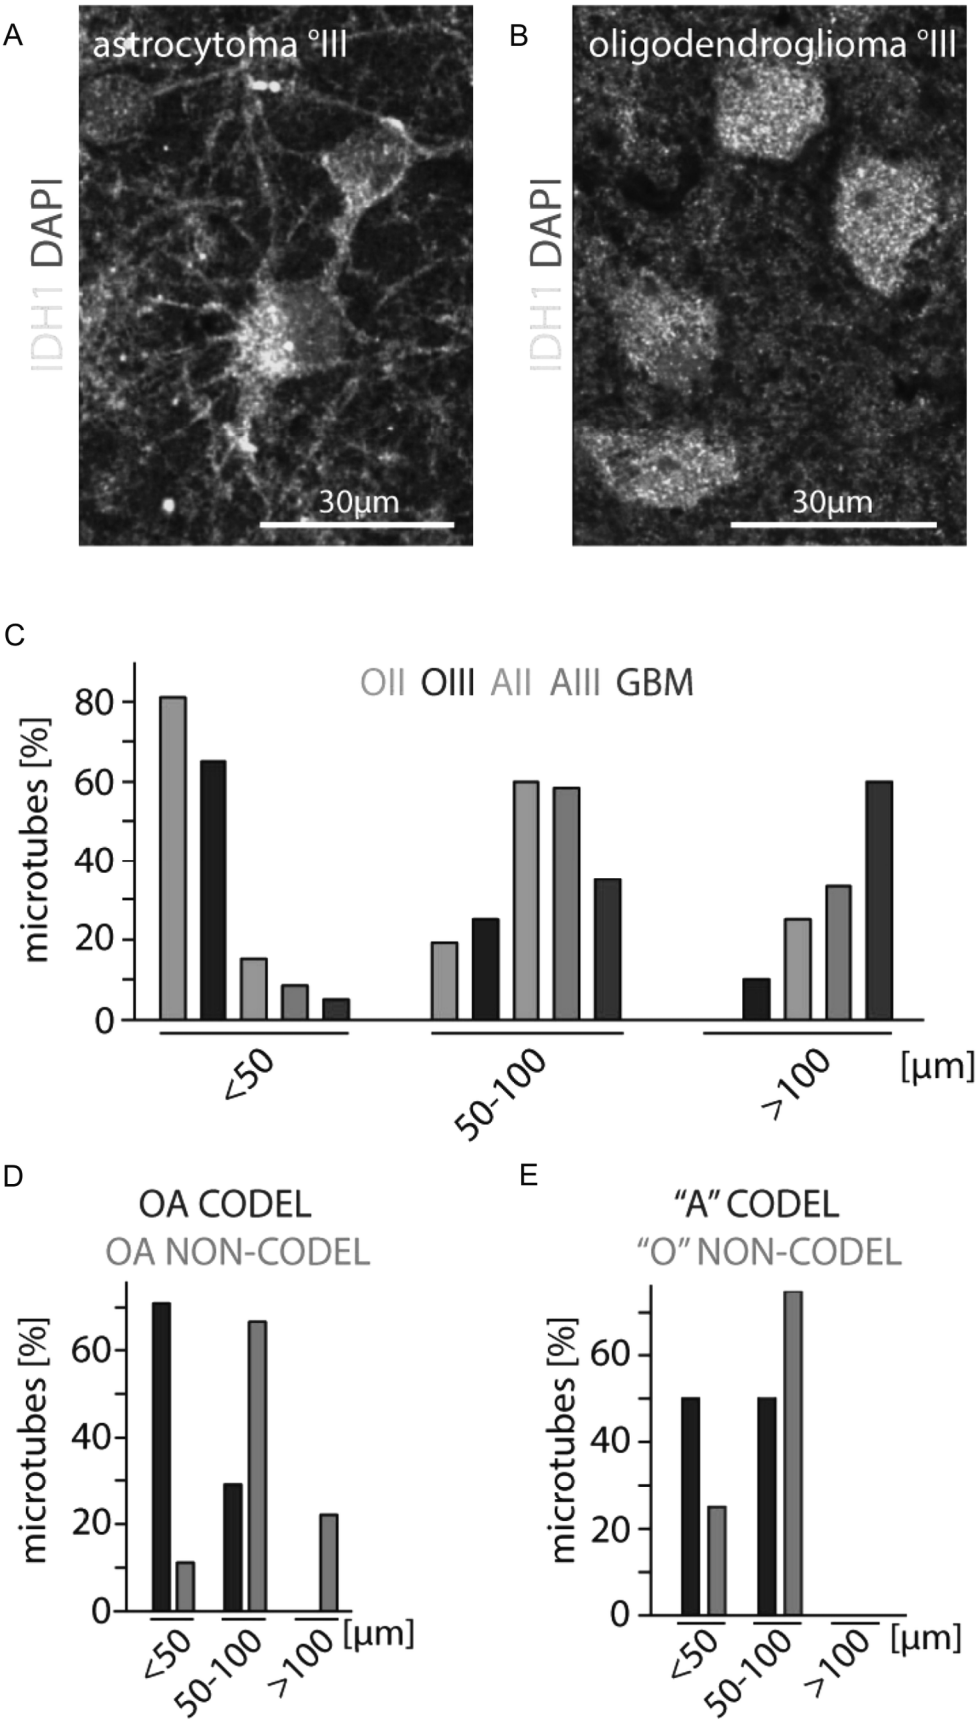 A
astrocytoma °III
IDH1 DAPI
30µm
B
oligodendroglioma °III
IDH1 DAPI
30µm
C
OII OIII AII AIII GBM
microtubes [%]
80
60
40
20
0
<50
50-100
>100
[µm]
D
OA CODEL
OA NON-CODEL
microtubes [%]
60
40
20
0
<50
50-100
>100
[µm]
E
“A” CODEL
“O” NON-CODEL
microtubes [%]
60
40
20
0
<50
50-100
>100
[µm]